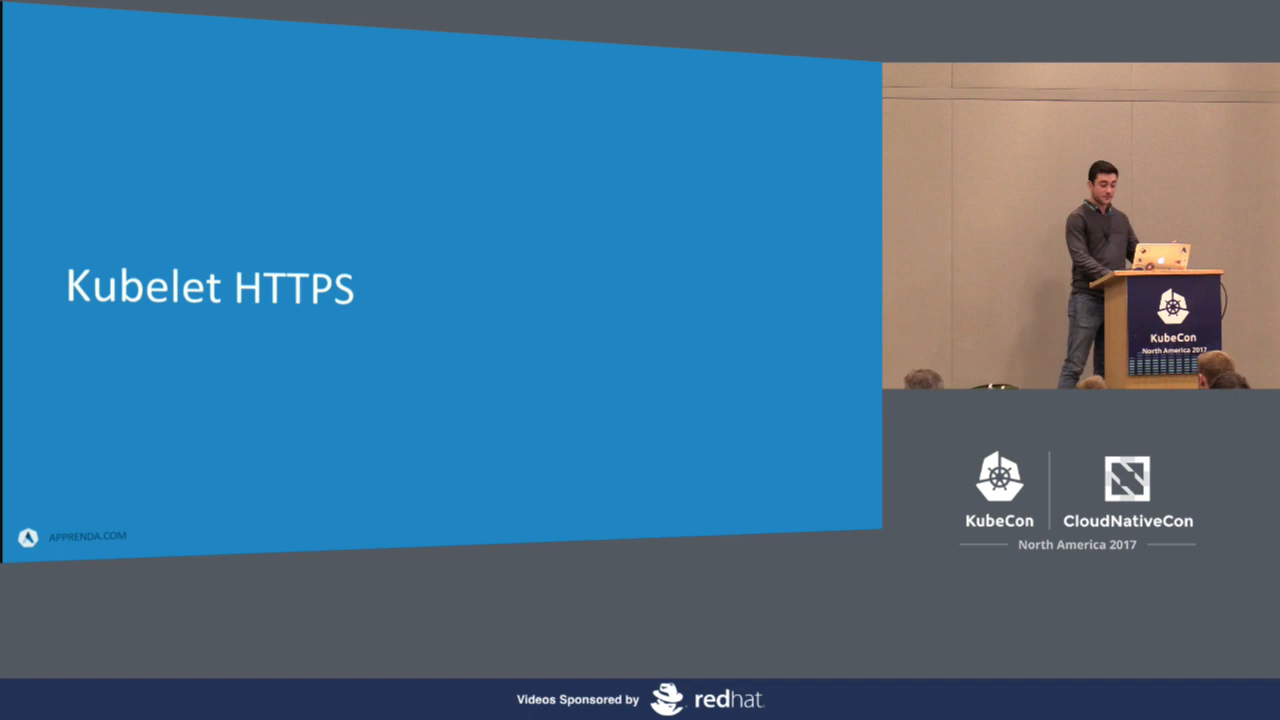 Kubelet HTTPS
APPRENDA.COM
KubeCon
North America 2017
KubeCon
CloudNativeCon
North America 2017
Videos Sponsored by redhat